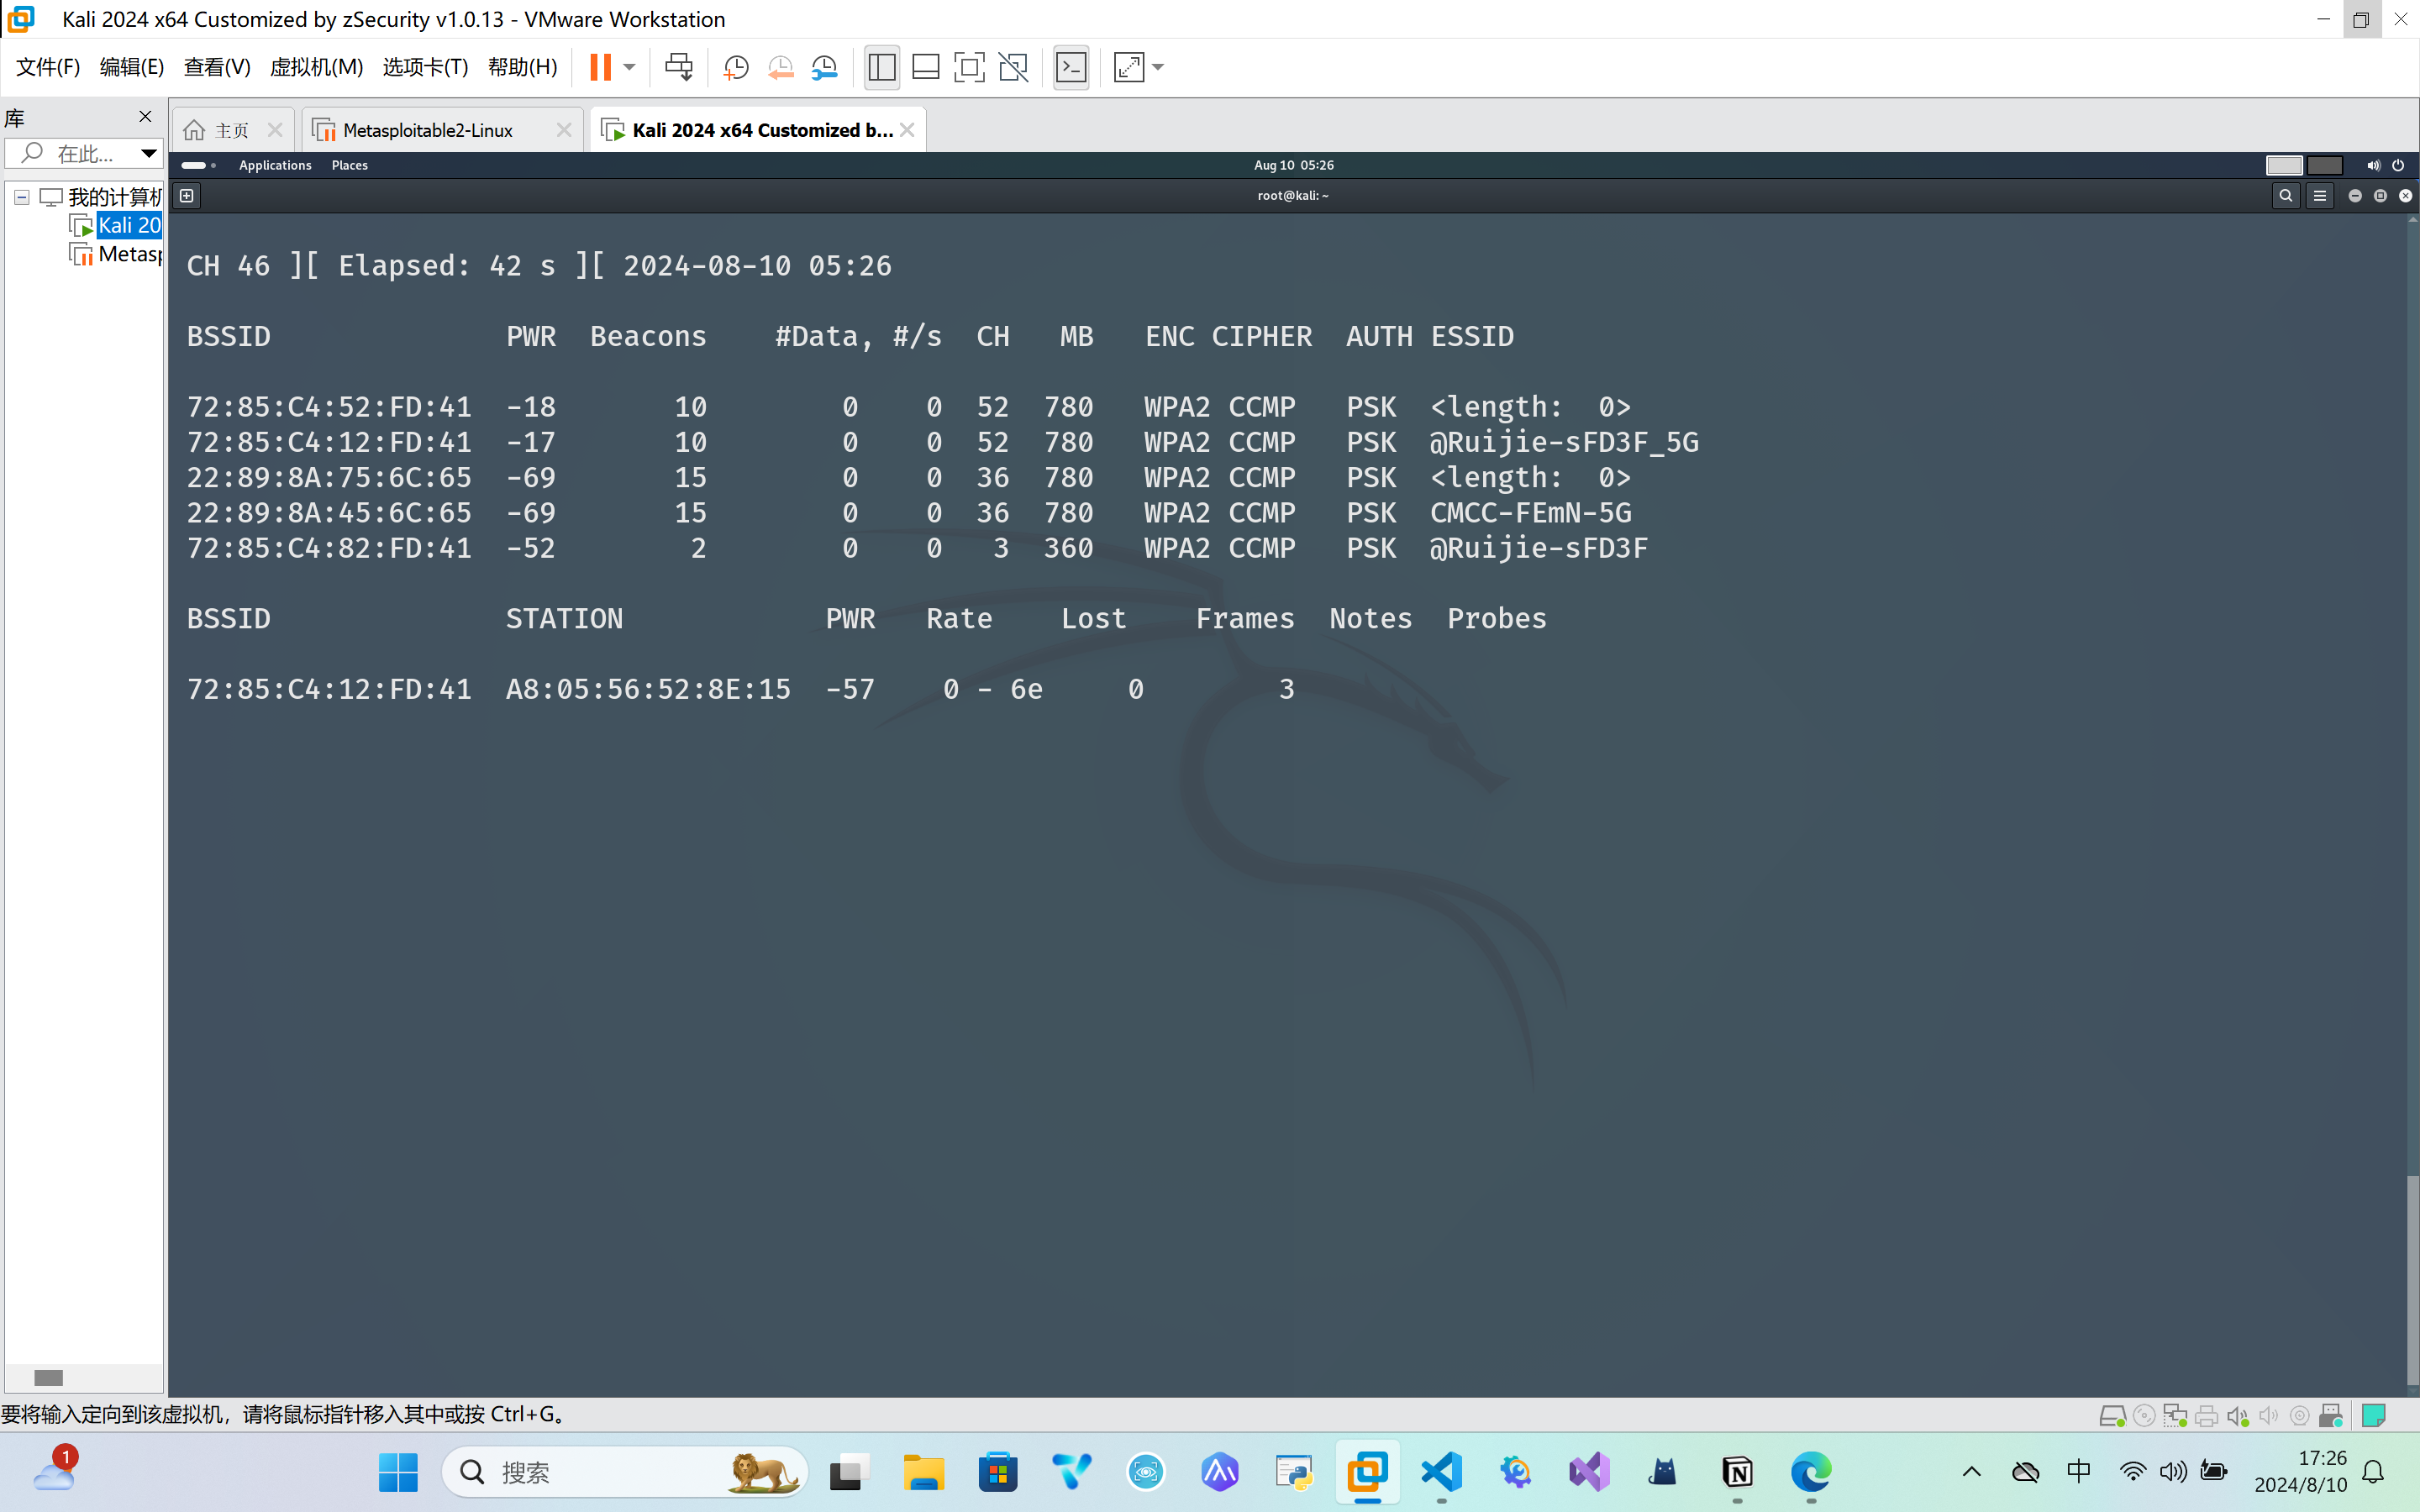 Kali 2024 x64 Customized by zSecurity v1.0.13 - VMware Workstation
文件(F) 编辑(E) 查看(V) 虚拟机(M) 选项卡(T) 帮助(H)
库
在此...
我的计算机
Kali 20
Metasp
主页 Metasploitable2-Linux Kali 2024 x64 Customized b...
Applications Places Aug 10 05:26
root@kali: ~
CH 46 ][ Elapsed: 42 s ][ 2024-08-10 05:26
BSSID PWR Beacons #Data, #/s CH MB ENC CIPHER AUTH ESSID
72:85:C4:52:FD:41 -18 10 0 0 52 780 WPA2 CCMP PSK <length: 0>
72:85:C4:12:FD:41 -17 10 0 0 52 780 WPA2 CCMP PSK @Ruijie-sFD3F_5G
22:89:8A:75:6C:65 -69 15 0 0 36 780 WPA2 CCMP PSK <length: 0>
22:89:8A:45:6C:65 -69 15 0 0 36 780 WPA2 CCMP PSK CMCC-FEmN-5G
72:85:C4:82:FD:41 -52 2 0 0 3 360 WPA2 CCMP PSK @Ruijie-sFD3F
BSSID STATION PWR Rate Lost Frames Notes Probes
72:85:C4:12:FD:41 A8:05:56:52:8E:15 -57 0 - 6e 0 3
要将输入定向到该虚拟机，请将鼠标指针移入其中或按 Ctrl+G。
1
搜索
中
17:26
2024/8/10